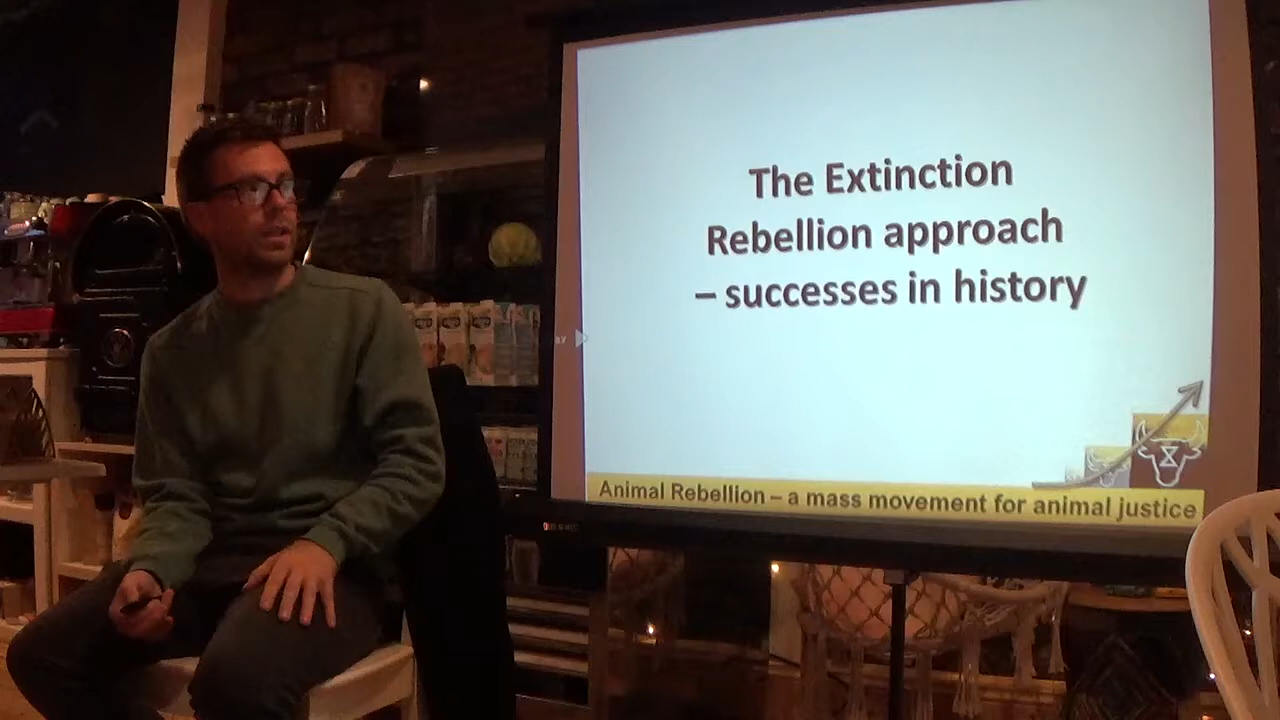 The Extinction
Rebellion approach
– successes in history
Animal Rebellion – a mass movement for animal justice